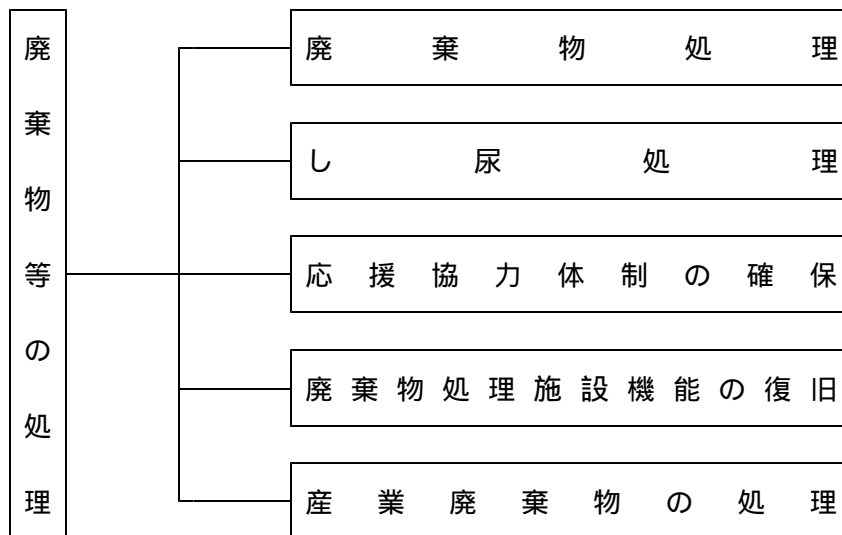 廃棄物等の処理
廃棄物処理
し尿処理
応援協力体制の確保
廃棄物処理施設機能の復旧
産業廃棄物の処理